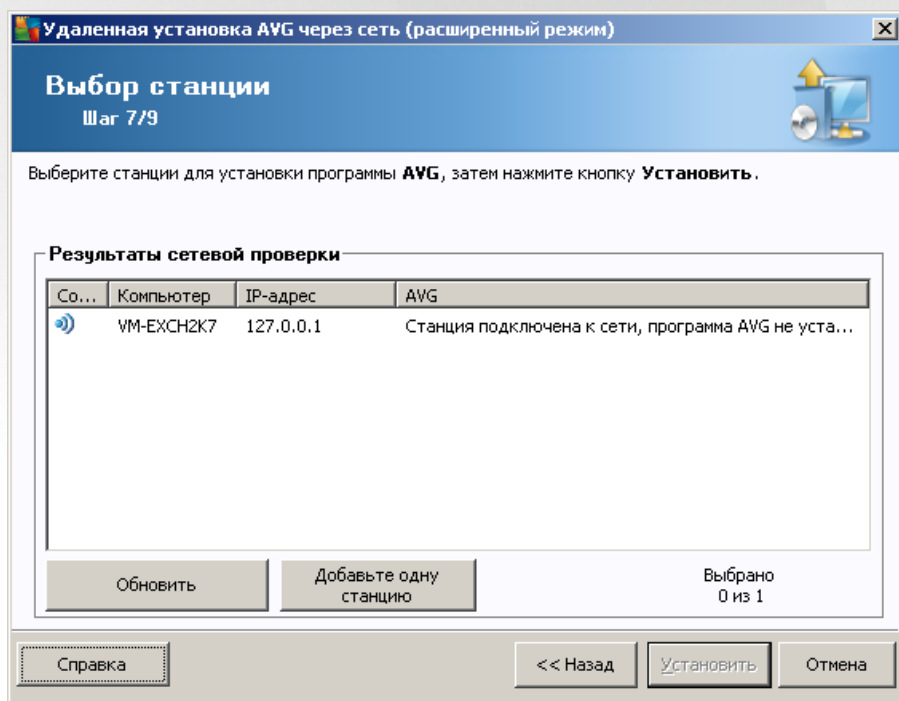 Удаленная установка AVG через сеть (расширенный режим)
Выбор станции
Шаг 7/9
Выберите станции для установки программы AVG, затем нажмите кнопку Установить.
Результаты сетевой проверки
Со... Компьютер IP-адрес AVG
VM-EXCH2K7 127.0.0.1 Станция подключена к сети, программа AVG не уста...
Обновить
Добавьте одну
станцию
Выбрано
0 из 1
Справка << Назад Установить Отмена